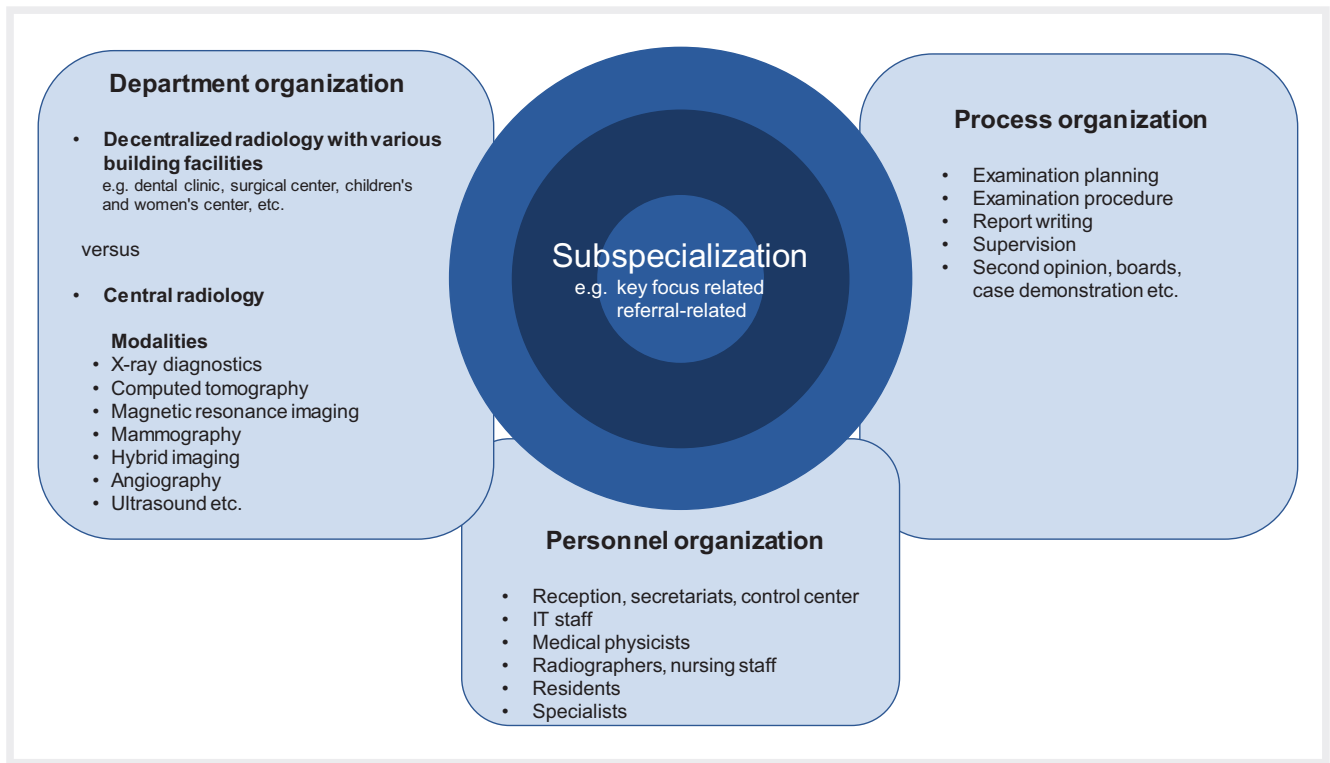 Department organization
• Decentralized radiology with various
building facilities
e.g. dental clinic, surgical center, children's
and women's center, etc.
versus
• Central radiology
Modalities
• X-ray diagnostics
• Computed tomography
• Magnetic resonance imaging
• Mammography
• Hybrid imaging
• Angiography
• Ultrasound etc.
Subspecialization
e.g. key focus related
referral-related
Process organization
• Examination planning
• Examination procedure
• Report writing
• Supervision
• Second opinion, boards,
case demonstration etc.
Personnel organization
• Reception, secretariats, control center
• IT staff
• Medical physicists
• Radiographers, nursing staff
• Residents
• Specialists